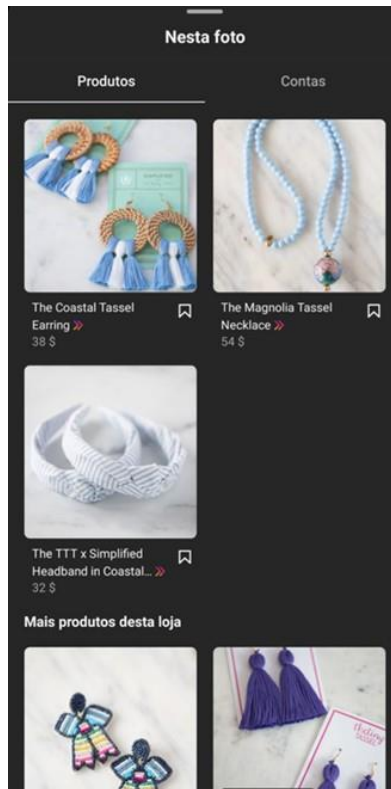 Nesta foto
Produtos
Contas
The Coastal Tassel
Earring
38 $
The Magnolia Tassel
Necklace
54 $
The TTT x Simplified
Headband in Coastal...
32 $
Mais produtos desta loja
TASSEL